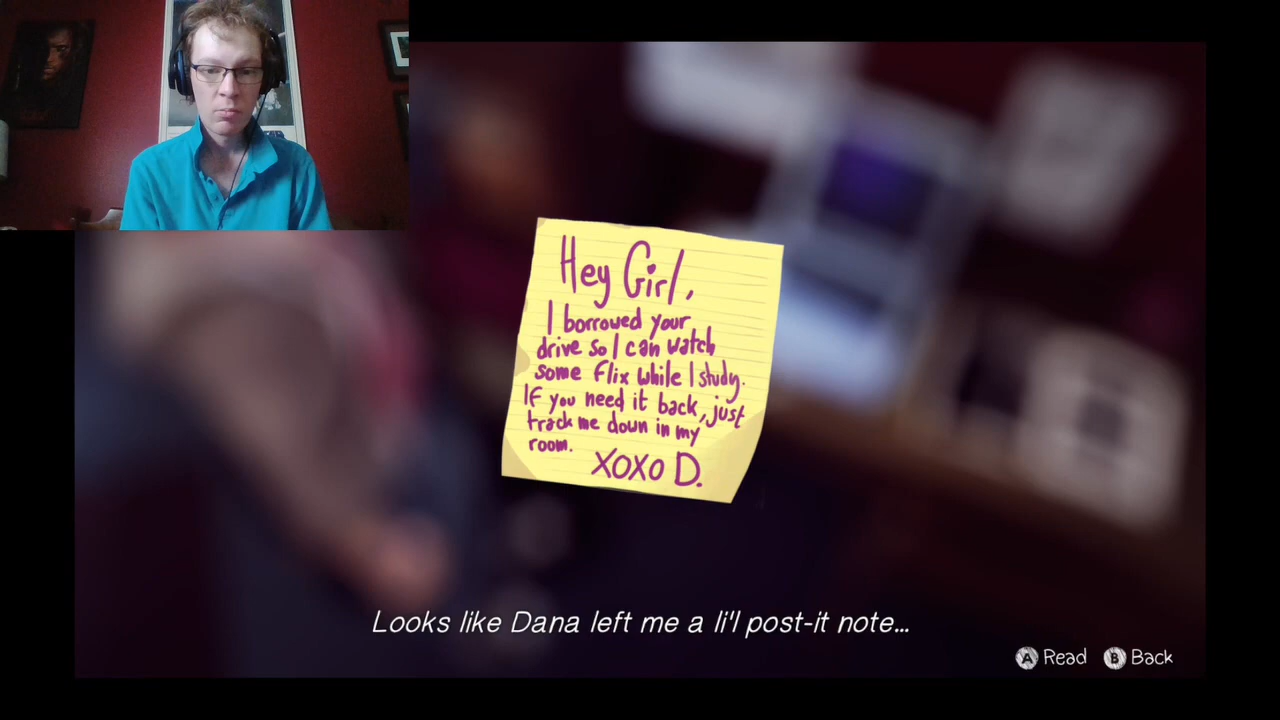 Hey Girl,
I borrowed your
drive so I can watch
some flix while I study.
If you need it back, just
track me down in my
room.
XOXO D.
Looks like Dana left me a li'l post-it note...
A Read B Back